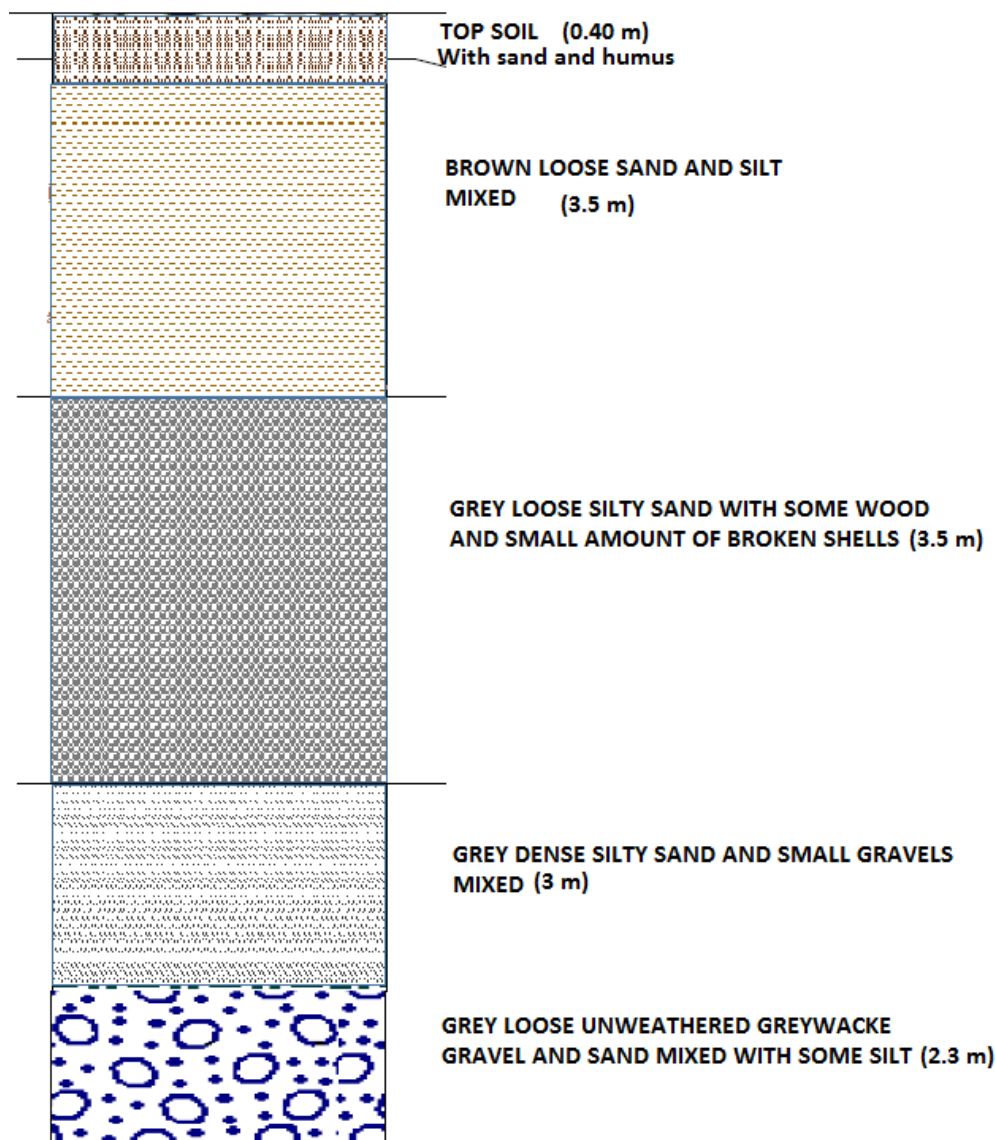 TOP SOIL (0.40 m)
With sand and humus
BROWN LOOSE SAND AND SILT
MIXED (3.5 m)
GREY LOOSE SILTY SAND WITH SOME WOOD
AND SMALL AMOUNT OF BROKEN SHELLS (3.5 m)
GREY DENSE SILTY SAND AND SMALL GRAVELS
MIXED (3 m)
GREY LOOSE UNWEATHERED GREYWACKE
GRAVEL AND SAND MIXED WITH SOME SILT (2.3 m)